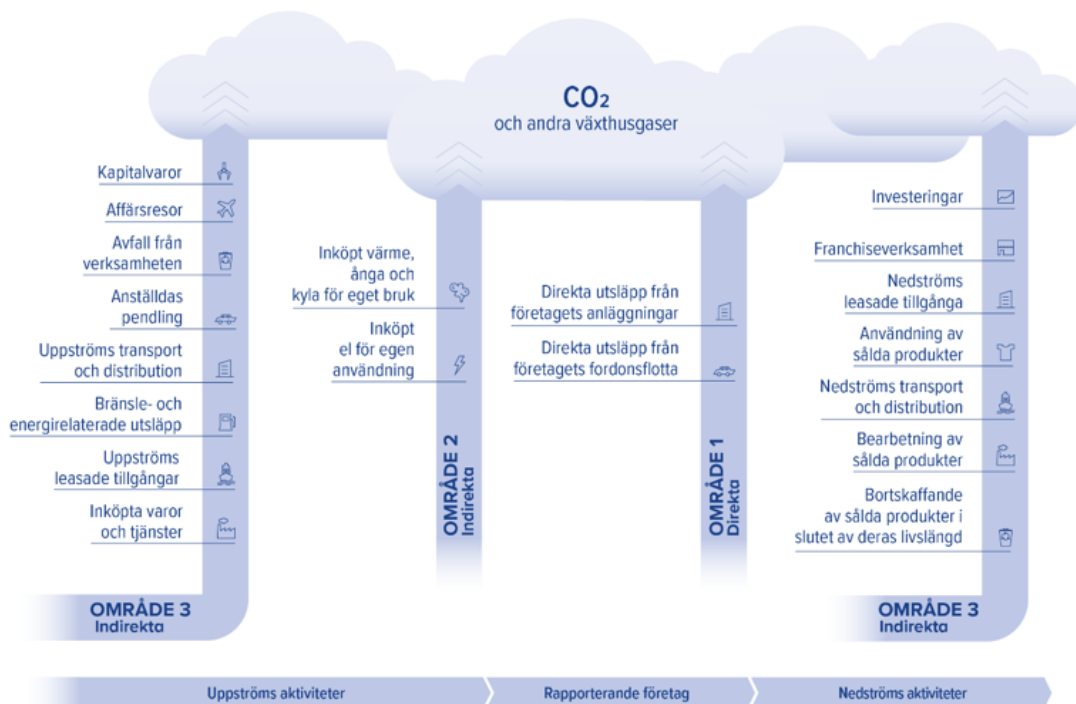 CO₂
och andra växthusgaser
Kapitalvaror
Affärsresor
Avfall från
verksamheten
Anställdas
pendling
Uppströms transport
och distribution
Bränsle- och
energirelaterade utsläpp
Uppströms
leasade tillgångar
Inköpta varor
och tjänster
OMRÅDE 3
Indirekta
Inköpt värme,
ånga och
kyla för eget bruk
Inköpt
el för egen
användning
OMRÅDE 2
Indirekta
Direkta utsläpp från
företagets anläggningar
Direkta utsläpp från
företagets fordonsflotta
OMRÅDE 1
Direkta
Investeringar
Franchiseverksamhet
Nedströms
leasade tillgånga
Användning av
sålda produkter
Nedströms transport
och distribution
Bearbetning av
sålda produkter
Bortskaffande
av sålda produkter i
slutet av deras livslängd
OMRÅDE 3
Indirekta
Uppströms aktiviteter
Rapporterande företag
Nedströms aktiviteter